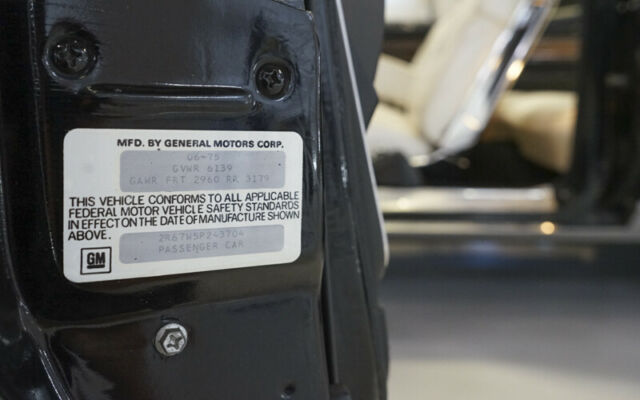 MFD. BY GENERAL MOTORS CORP.
06-75
GVWR 6139
GAWR FRT 2960 RR 3179
THIS VEHICLE CONFORMS TO ALL APPLICABLE
FEDERAL MOTOR VEHICLE SAFETY STANDARDS
IN EFFECT ON THE DATE OF MANUFACTURE SHOWN
ABOVE.
2R67W5P2-3704
PASSENGER CAR
GM